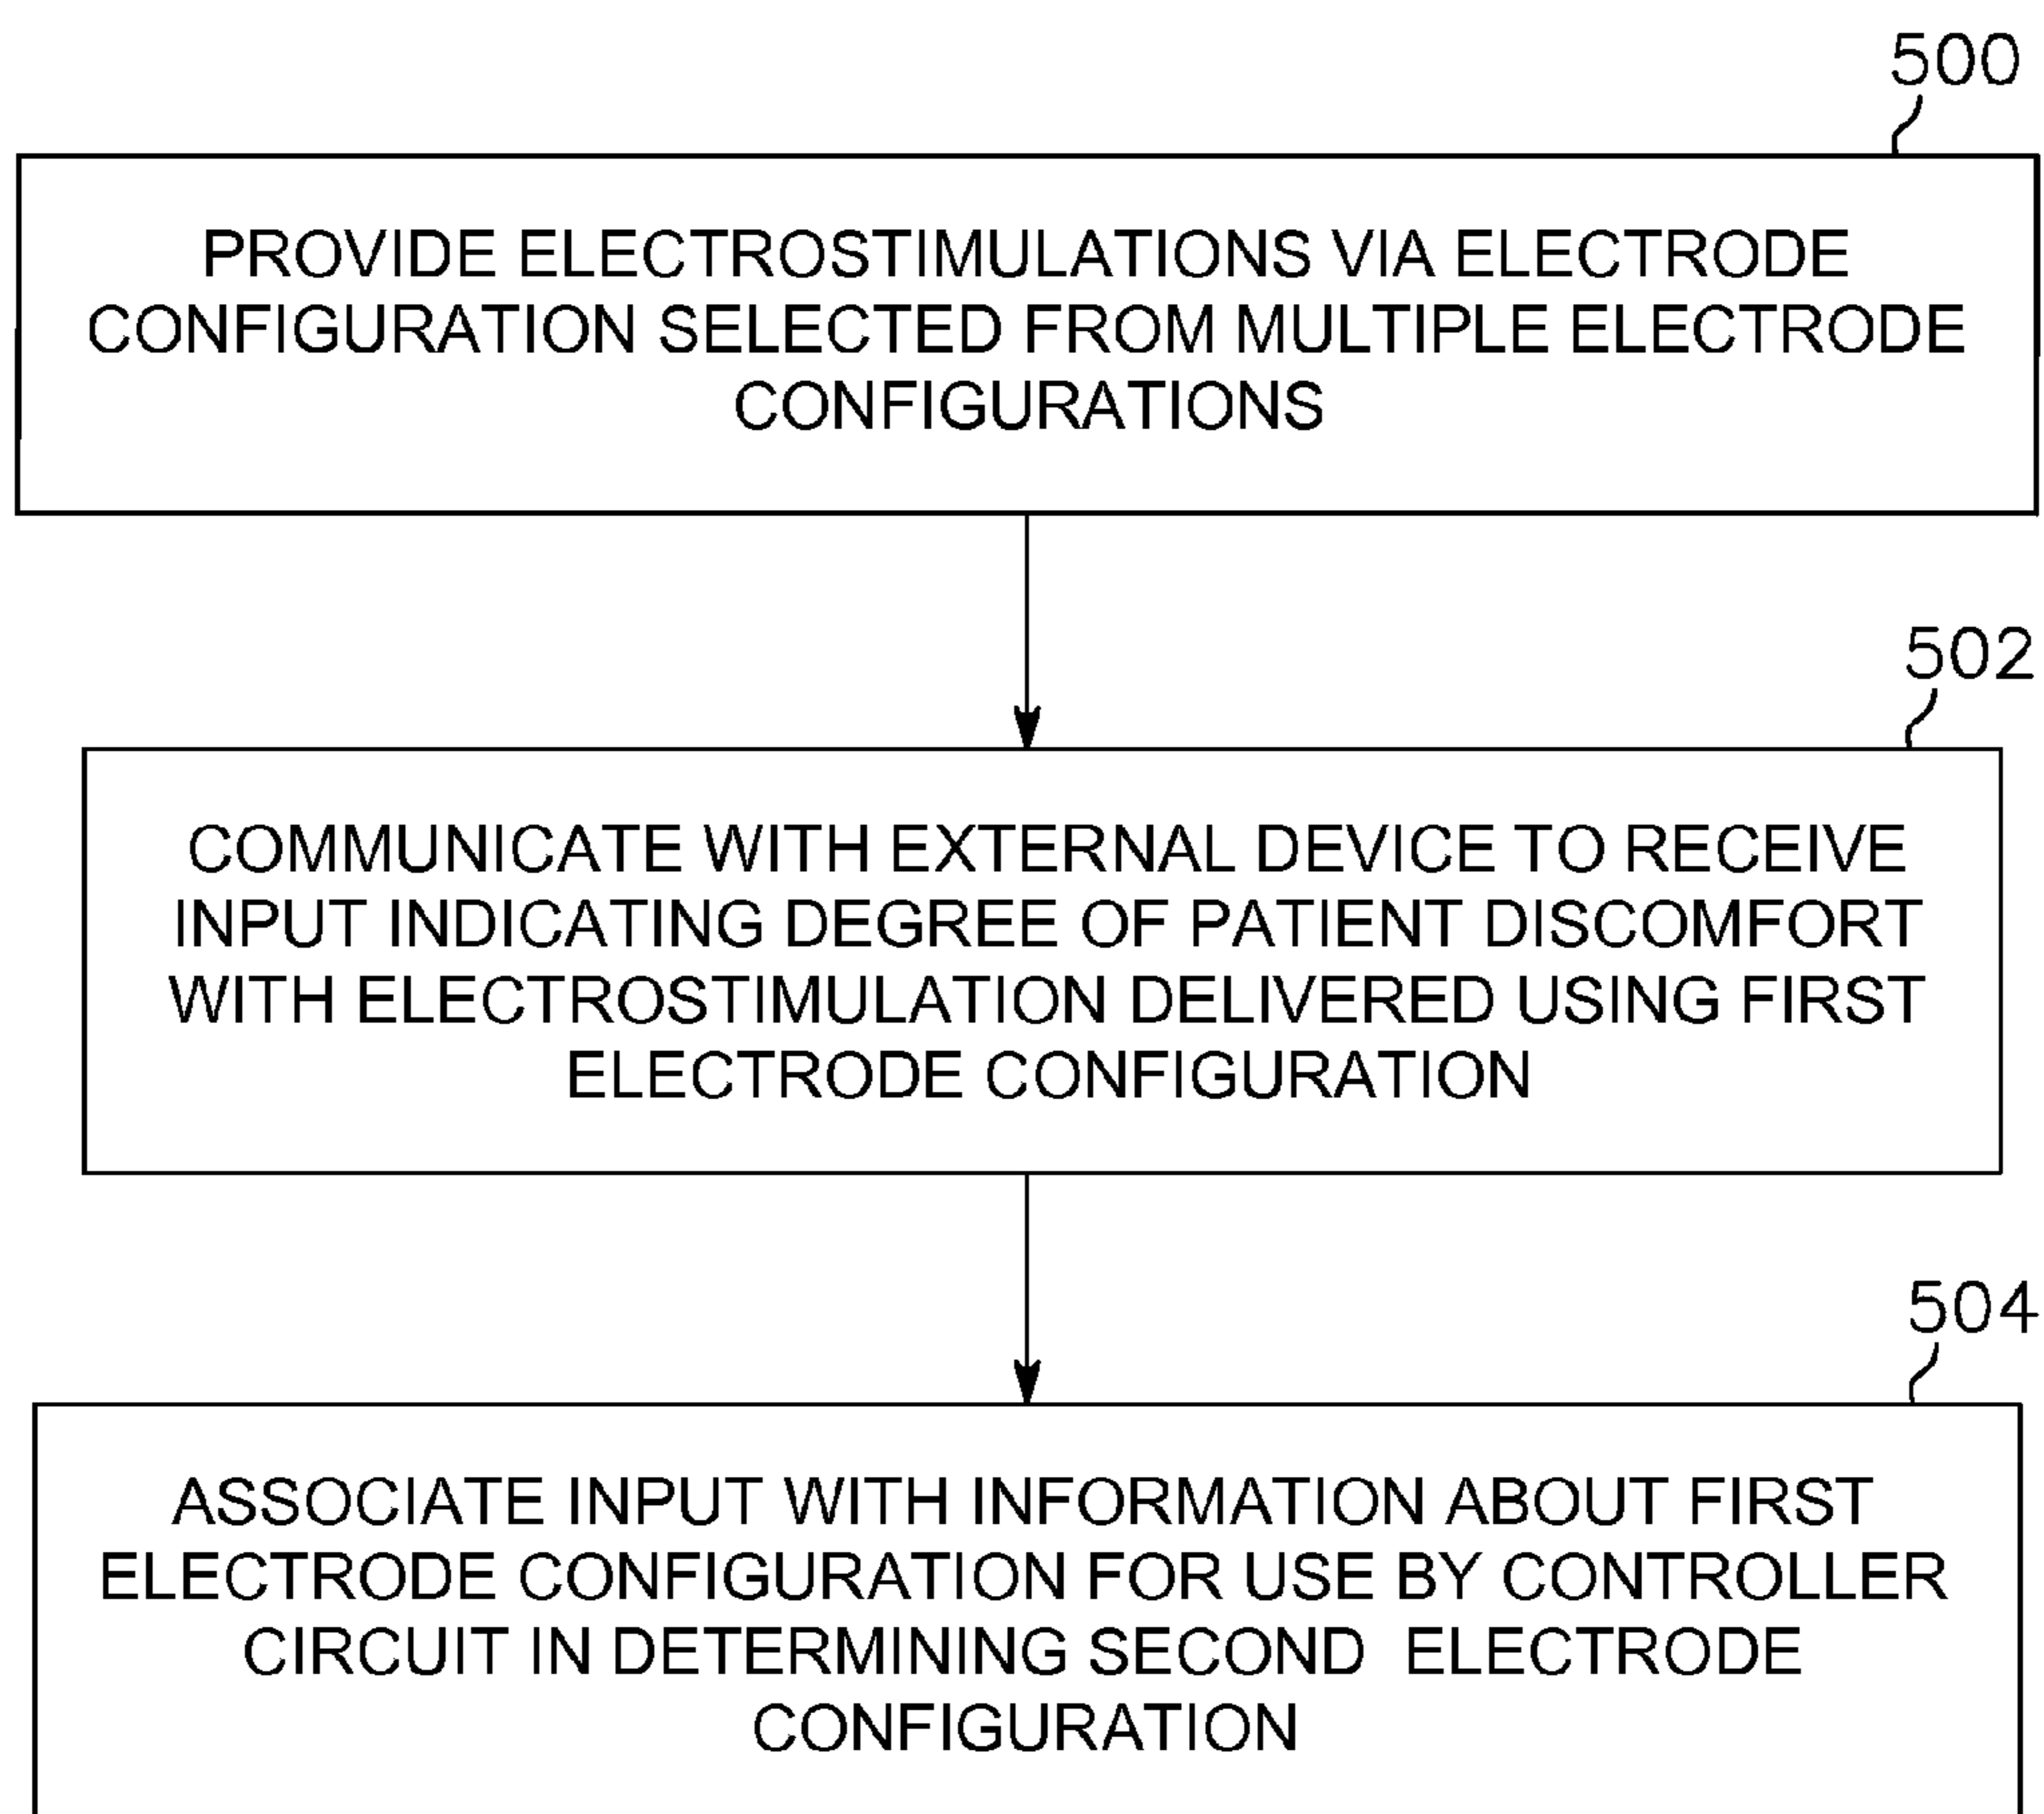 500
PROVIDE ELECTROSTIMULATIONS VIA ELECTRODE
CONFIGURATION SELECTED FROM MULTIPLE ELECTRODE
CONFIGURATIONS
502
COMMUNICATE WITH EXTERNAL DEVICE TO RECEIVE
INPUT INDICATING DEGREE OF PATIENT DISCOMFORT
WITH ELECTROSTIMULATION DELIVERED USING FIRST
ELECTRODE CONFIGURATION
504
ASSOCIATE INPUT WITH INFORMATION ABOUT FIRST
ELECTRODE CONFIGURATION FOR USE BY CONTROLLER
CIRCUIT IN DETERMINING SECOND ELECTRODE
CONFIGURATION